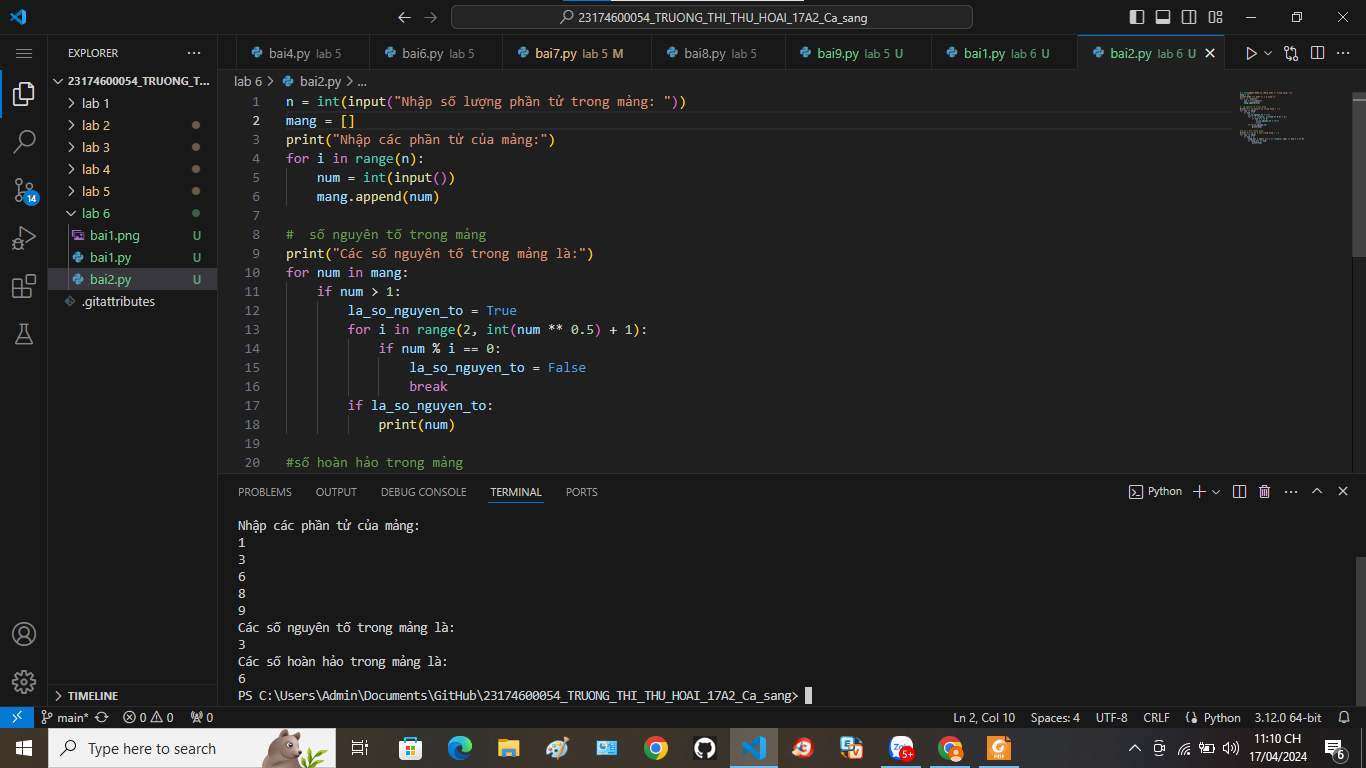 23174600054_TRUONG_THI_THU_HOAI_17A2_Ca_sang
EXPLORER
23174600054_TRUONG_T...
lab 1
lab 2
lab 3
lab 4
lab 5
lab 6
bai1.png U
bai1.py U
bai2.py U
.gitattributes
TIMELINE
bai4.py lab 5
bai6.py lab 5
bai7.py lab 5 M
bai8.py lab 5
bai9.py lab 5 U
bai1.py lab 6 U
bai2.py lab 6 U
lab 6 > bai2.py > ...
1 n = int(input("Nhập số lượng phần tử trong mảng: "))
2 mang = []
3 print("Nhập các phần tử của mảng:")
4 for i in range(n):
5 num = int(input())
6 mang.append(num)
7
8 # số nguyên tố trong mảng
9 print("Các số nguyên tố trong mảng là:")
10 for num in mang:
11 if num > 1:
12 la_so_nguyen_to = True
13 for i in range(2, int(num ** 0.5) + 1):
14 if num % i == 0:
15 la_so_nguyen_to = False
16 break
17 if la_so_nguyen_to:
18 print(num)
19
20 #số hoàn hảo trong mảng
PROBLEMS OUTPUT DEBUG CONSOLE TERMINAL PORTS
Python
Nhập các phần tử của mảng:
1
3
6
8
9
Các số nguyên tố trong mảng là:
3
Các số hoàn hảo trong mảng là:
6
PS C:\Users\Admin\Documents\GitHub\23174600054_TRUONG_THI_THU_HOAI_17A2_Ca_sang>
14
main* 0 0 0
Ln 2, Col 10 Spaces: 4 UTF-8 CRLF Python 3.12.0 64-bit
Type here to search
5+
11:10 CH
17/04/2024
6